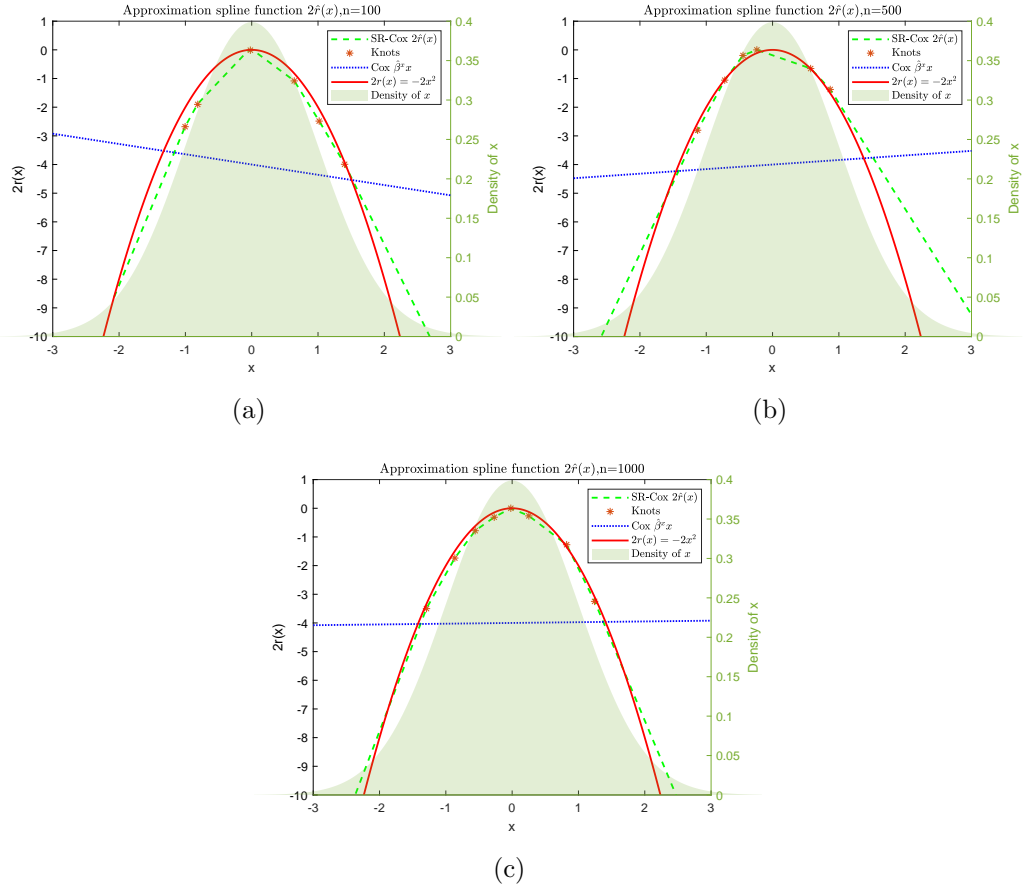 Approximation spline function 2r̂(x),n=100
SR-Cox 2r̂(x)
Knots
Cox β̂ˣx
2r(x) = −2x²
Density of x
1
0
-1
-2
-3
-4
-5
-6
-7
-8
-9
-10
2r(x)
0.4
0.35
0.3
0.25
0.2
0.15
0.1
0.05
0
Density of x
-3 -2 -1 0 1 2 3
x
(a)
Approximation spline function 2r̂(x),n=500
SR-Cox 2r̂(x)
Knots
Cox β̂ˣx
2r(x) = −2x²
Density of x
1
0
-1
-2
-3
-4
-5
-6
-7
-8
-9
-10
2r(x)
0.4
0.35
0.3
0.25
0.2
0.15
0.1
0.05
0
Density of x
-3 -2 -1 0 1 2 3
x
(b)
Approximation spline function 2r̂(x),n=1000
SR-Cox 2r̂(x)
Knots
Cox β̂ˣx
2r(x) = −2x²
Density of x
1
0
-1
-2
-3
-4
-5
-6
-7
-8
-9
-10
2r(x)
0.4
0.35
0.3
0.25
0.2
0.15
0.1
0.05
0
Density of x
-3 -2 -1 0 1 2 3
x
(c)